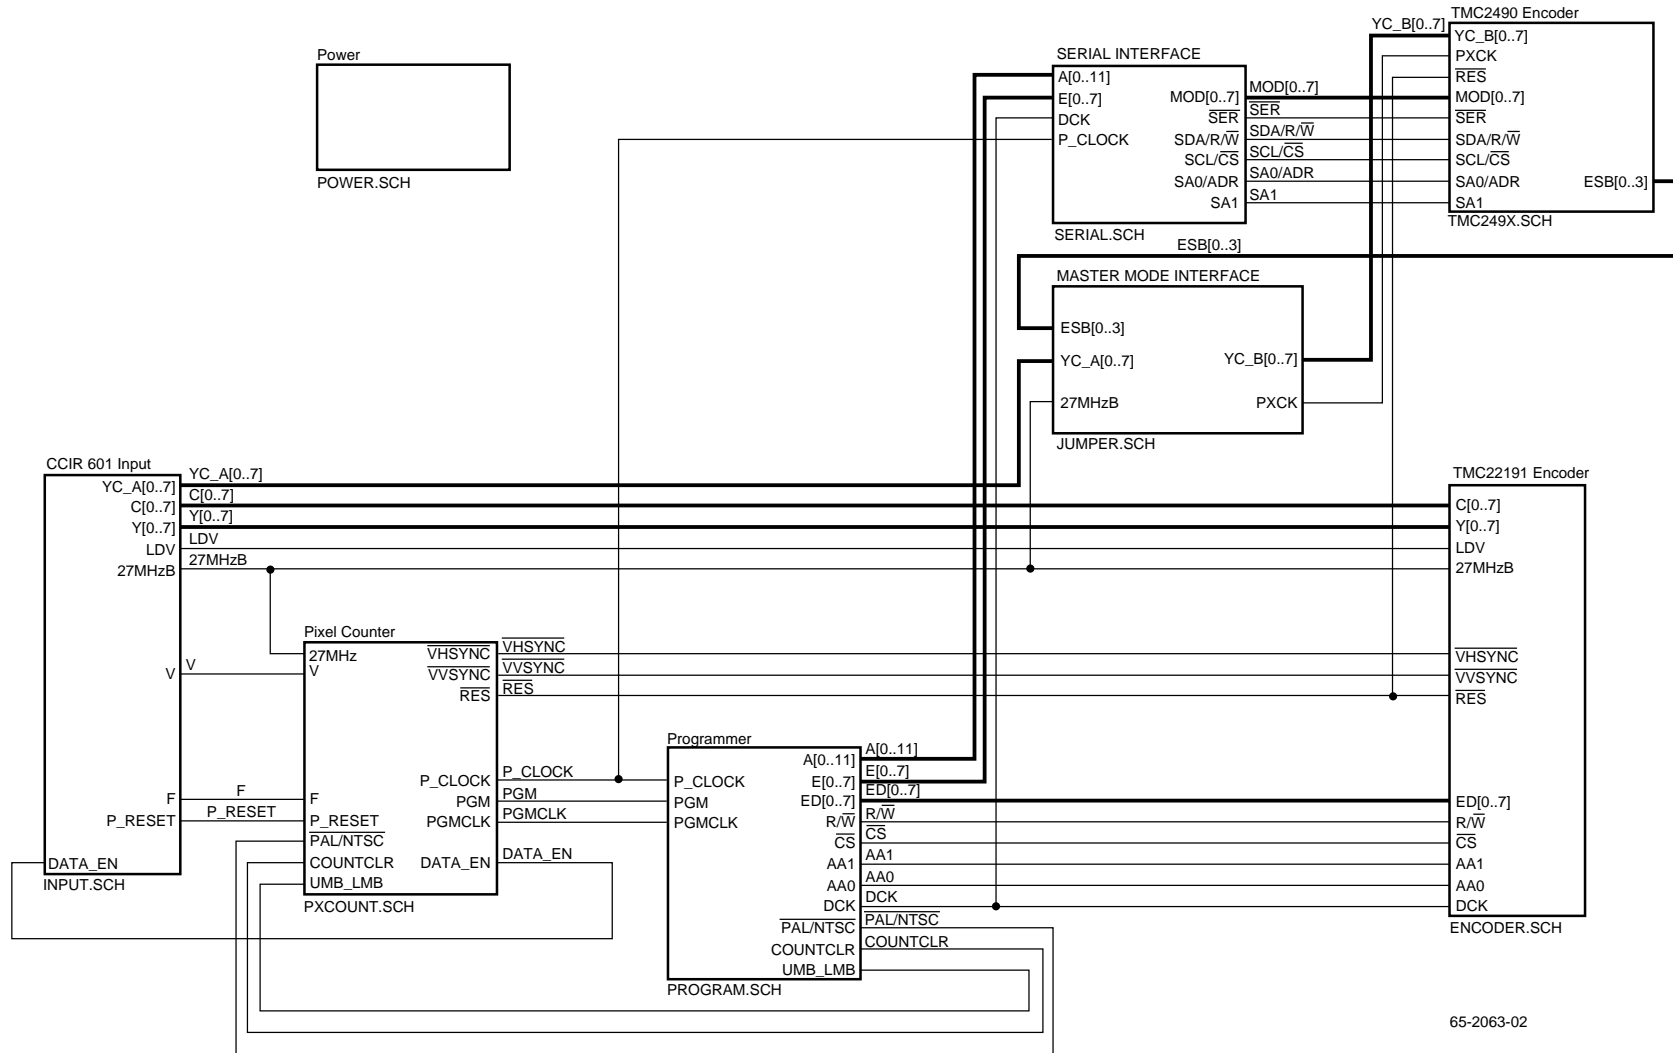 TMC2490 Encoder
YC_B[0..7]
YC_B[0..7]
PXCK
RES
MOD[0..7]
SER
SDA/R/W
SCL/CS
SA0/ADR
SA1
ESB[0..3]
TMC249X.SCH
Power
POWER.SCH
SERIAL INTERFACE
A[0..11]
E[0..7]
DCK
P_CLOCK
MOD[0..7]
SER
SDA/R/W
SCL/CS
SA0/ADR
SA1
MOD[0..7]
SER
SDA/R/W
SCL/CS
SA0/ADR
SA1
SERIAL.SCH
ESB[0..3]
MASTER MODE INTERFACE
ESB[0..3]
YC_A[0..7]
27MHzB
YC_B[0..7]
PXCK
JUMPER.SCH
CCIR 601 Input
YC_A[0..7]
C[0..7]
Y[0..7]
LDV
27MHzB
V
F
P_RESET
DATA_EN
INPUT.SCH
YC_A[0..7]
C[0..7]
Y[0..7]
LDV
27MHzB
V
F
P_RESET
Pixel Counter
27MHz
V
F
P_RESET
PAL/NTSC
COUNTCLR
UMB_LMB
VHSYNC
VVSYNC
RES
P_CLOCK
PGM
PGMCLK
DATA_EN
PXCOUNT.SCH
VHSYNC
VVSYNC
RES
P_CLOCK
PGM
PGMCLK
DATA_EN
Programmer
P_CLOCK
PGM
PGMCLK
A[0..11]
E[0..7]
ED[0..7]
R/W
CS
AA1
AA0
DCK
PAL/NTSC
COUNTCLR
UMB_LMB
PROGRAM.SCH
A[0..11]
E[0..7]
ED[0..7]
R/W
CS
AA1
AA0
DCK
PAL/NTSC
COUNTCLR
TMC22191 Encoder
C[0..7]
Y[0..7]
LDV
27MHzB
VHSYNC
VVSYNC
RES
ED[0..7]
R/W
CS
AA1
AA0
DCK
ENCODER.SCH
65-2063-02